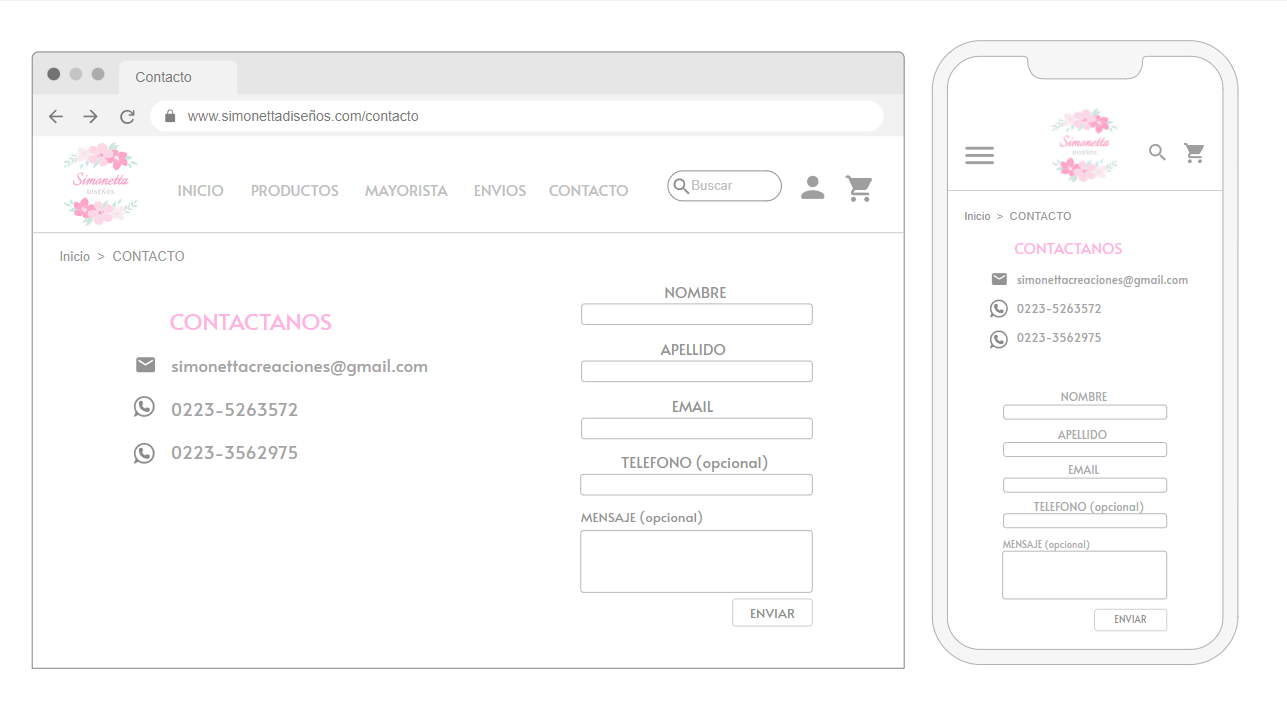 Contacto
www.simonettadiseños.com/contacto
Simonetta
DISEÑOS
INICIO PRODUCTOS MAYORISTA ENVIOS CONTACTO Buscar
Inicio > CONTACTO
CONTACTANOS
simonettacreaciones@gmail.com
0223-5263572
0223-3562975
NOMBRE
APELLIDO
EMAIL
TELEFONO (opcional)
MENSAJE (opcional)
ENVIAR
Simonetta
DISEÑOS
Inicio > CONTACTO
CONTACTANOS
simonettacreaciones@gmail.com
0223-5263572
0223-3562975
NOMBRE
APELLIDO
EMAIL
TELEFONO (opcional)
MENSAJE (opcional)
ENVIAR